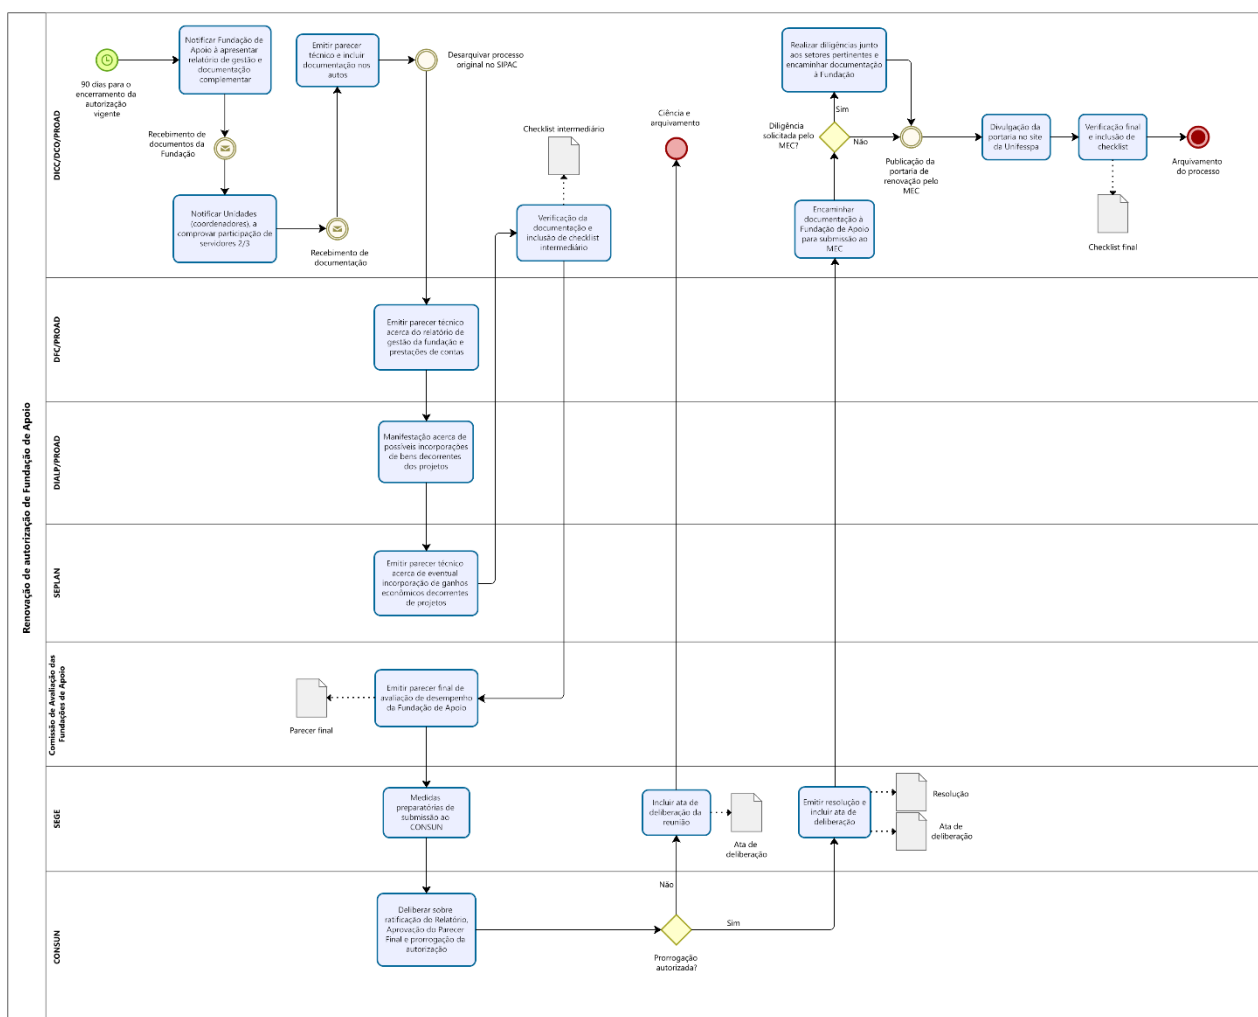 Renovação de autorização de Fundação de Apoio
DICC/DCO/PROAD
90 dias para o
encerramento da
autorização
vigente
Notificar Fundação de
Apoio à apresentar
relatório de gestão e
documentação
complementar
Recebimento de
documentos da
Fundação
Notificar Unidades
(coordenadores), a
comprovar participação de
servidores 2/3
Recebimento de
documentação
Emitir parecer
técnico e incluir
documentação nos
autos
Desarquivar processo
original no SIPAC
Checklist intermediário
Verificação da
documentação e
inclusão de checklist
intermediário
Ciência e
arquivamento
Realizar diligências junto
aos setores pertinentes e
encaminhar documentação
à Fundação
Sim
Diligência
solicitada pelo
MEC?
Não
Publicação da
portaria de
renovação pelo
MEC
Encaminhar
documentação à
Fundação de Apoio
para submissão ao
MEC
Divulgação da
portaria no site
da Unifesspa
Verificação final
e inclusão de
checklist
Checklist final
Arquivamento
do processo
DFC/PROAD
Emitir parecer técnico
acerca do relatório de
gestão da fundação e
prestações de contas
DIALP/PROAD
Manifestação acerca de
possíveis incorporações
de bens decorrentes
dos projetos
SEPLAN
Emitir parecer técnico
acerca de eventual
incorporação de ganhos
econômicos decorrentes
de projetos
Comissão de Avaliação das
Fundações de Apoio
Emitir parecer final de
avaliação de desempenho
da Fundação de Apoio
Parecer final
SEGE
Medidas
preparatórias de
submissão ao
CONSUN
Incluir ata de
deliberação da
reunião
Ata de
deliberação
Emitir resolução e
incluir ata de
deliberação
Resolução
Ata de
deliberação
CONSUN
Deliberar sobre
ratificação do Relatório,
Aprovação do Parecer
Final e prorrogação da
autorização
Não
Sim
Prorrogação
autorizada?